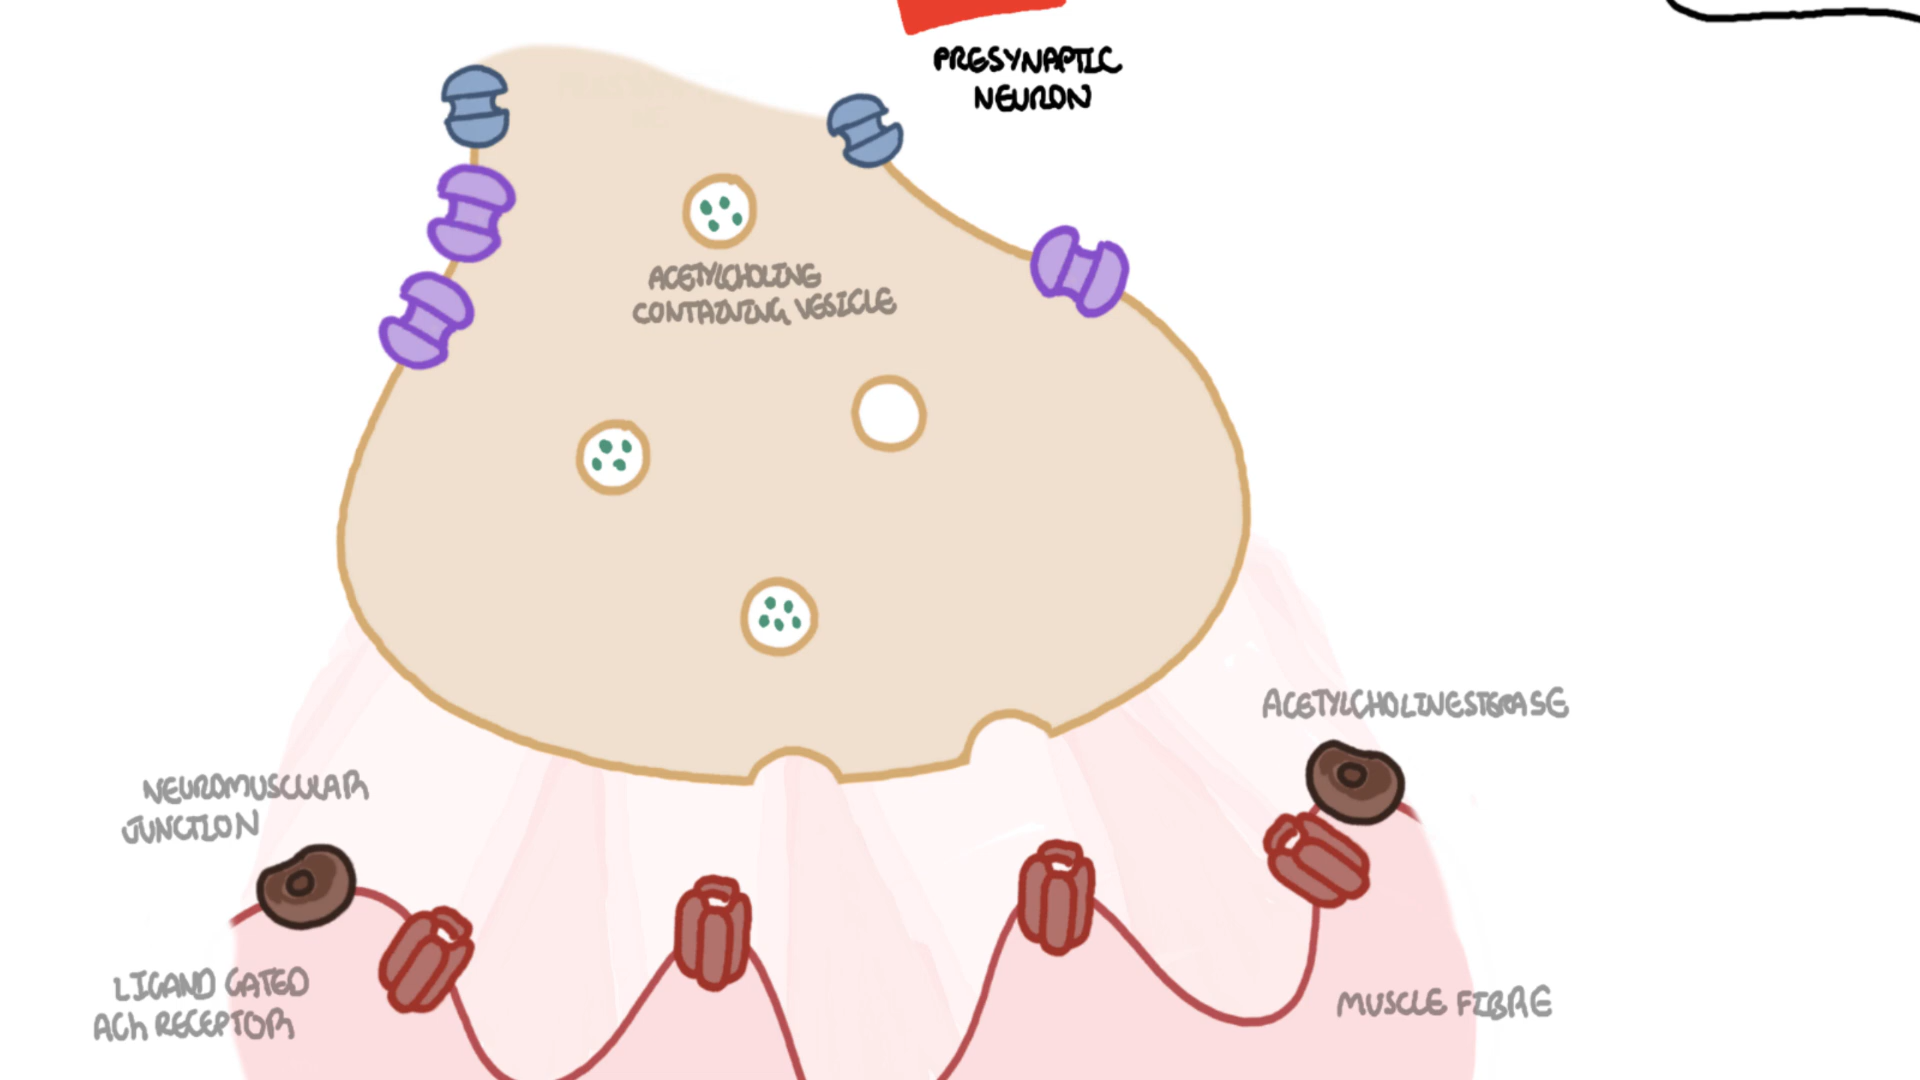 PRESYNAPTIC
NEURON
ACETYLCHOLINE
CONTAINING VESICLE
ACETYLCHOLINESTERASE
NEUROMUSCULAR
JUNCTION
LIGAND GATED
ACh RECEPTOR
MUSCLE FIBRE